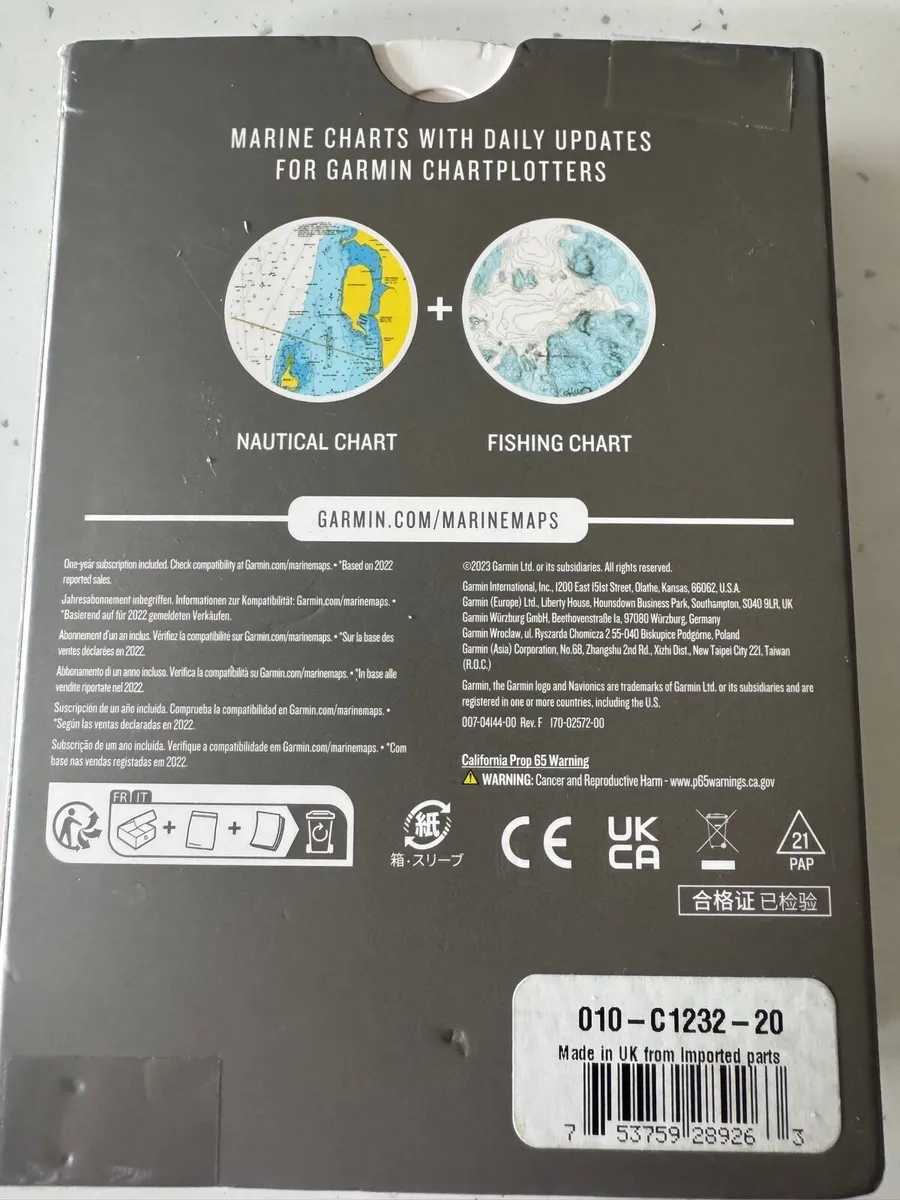 MARINE CHARTS WITH DAILY UPDATES
FOR GARMIN CHARTPLOTTERS
+
NAUTICAL CHART
FISHING CHART
GARMIN.COM/MARINEMAPS
One-year subscription included. Check compatibility at Garmin.com/marinemaps. • *Based on 2022
reported sales.
Jahresabonnement inbegriffen. Informationen zur Kompatibilität: Garmin.com/marinemaps. •
*Basierend auf für 2022 gemeldeten Verkäufen.
Abonnement d'un an inclus. Vérifiez la compatibilité sur Garmin.com/marinemaps. • *Sur la base des
ventes déclarées en 2022.
Abbonamento di un anno incluso. Verifica la compatibilità su Garmin.com/marinemaps. • *In base alle
vendite riportate nel 2022.
Suscripción de un año incluida. Comprueba la compatibilidad en Garmin.com/marinemaps. •
*Según las ventas declaradas en 2022.
Subscrição de um ano incluída. Verifique a compatibilidade em Garmin.com/marinemaps. • *Com
base nas vendas registadas em 2022.
©2023 Garmin Ltd. or its subsidiaries. All rights reserved.
Garmin International, Inc., 1200 East 151st Street, Olathe, Kansas, 66062, U.S.A.
Garmin (Europe) Ltd., Liberty House, Hounsdown Business Park, Southampton, SO40 9LR, UK
Garmin Würzburg GmbH, Beethovenstraße 1a, 97080 Würzburg, Germany
Garmin Wroclaw, ul. Ryszarda Chomicza 2 55-040 Biskupice Podgórne, Poland
Garmin (Asia) Corporation, No.68, Zhangshu 2nd Rd., Xizhi Dist., New Taipei City 221, Taiwan
(R.O.C.)
Garmin, the Garmin logo and Navionics are trademarks of Garmin Ltd. or its subsidiaries and are
registered in one or more countries, including the U.S.
007-04144-00 Rev. F 170-02572-00
California Prop 65 Warning
WARNING: Cancer and Reproductive Harm - www.p65warnings.ca.gov
FR IT
+ +
紙
箱・スリーブ
CE
UK
CA
21
PAP
合格证 已检验
010-C1232-20
Made in UK from Imported parts
7 53759 28926 3